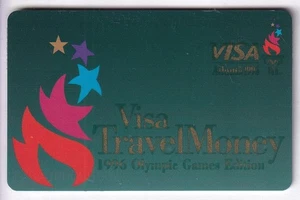 VISA
Visa
TravelMoney
1996 Olympic Games Edition